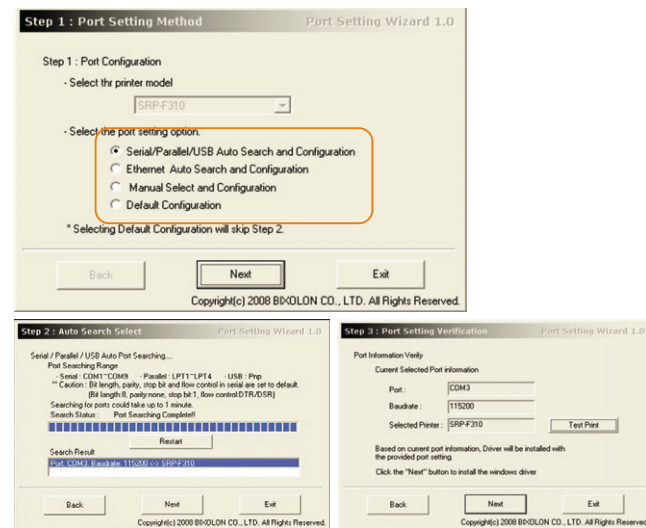 Step 1 : Port Setting Method
Port Setting Wizard 1.0
Step 1 : Port Configuration
- Select thr printer model
SRP-F310
- Select the port setting option.
Serial/Parallel/USB Auto Search and Configuration
Ethernet Auto Search and Configuration
Manual Select and Configuration
Default Configuration
* Selecting Default Configuration will skip Step 2.
Back
Next
Exit
Copyright(c) 2008 BIXOLON CO., LTD. All Rights Reserved.
Step 2 : Auto Search Select
Port Setting Wizard 1.0
Serial / Parallel / USB Auto Port Searching....
Port Searching Range
- Serial : COM1~COM9 - Parallel : LPT1~LPT4 - USB : Pnp
** Caution : Bit length, parity, stop bit and flow control in serial are set to default.
(Bit length:8, parity:none, stop bit:1, flow control:DTR/DSR)
Searching for ports could take up to 1 minute.
Search Status : Port Searching Complete!!
Restart
Search Result
Port: COM3, Baudrate: 115200 <> SRP-F310
Back
Next
Exit
Copyright(c) 2008 BIXOLON CO., LTD. All Rights Reserved.
Step 3 : Port Setting Verification
Port Setting Wizard 1.0
Port Information Verify
Current Selected Port information
Port : COM3
Baudrate : 115200
Selected Printer : SRP-F310
Test Print
Based on current port information, Driver will be installed with
the provided port setting.
Click the "Next" button to install the windows driver
Back
Next
Exit
Copyright(c) 2008 BIXOLON CO., LTD. All Rights Reserved.